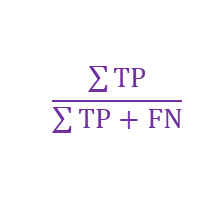 ∑ TP
∑ TP + FN